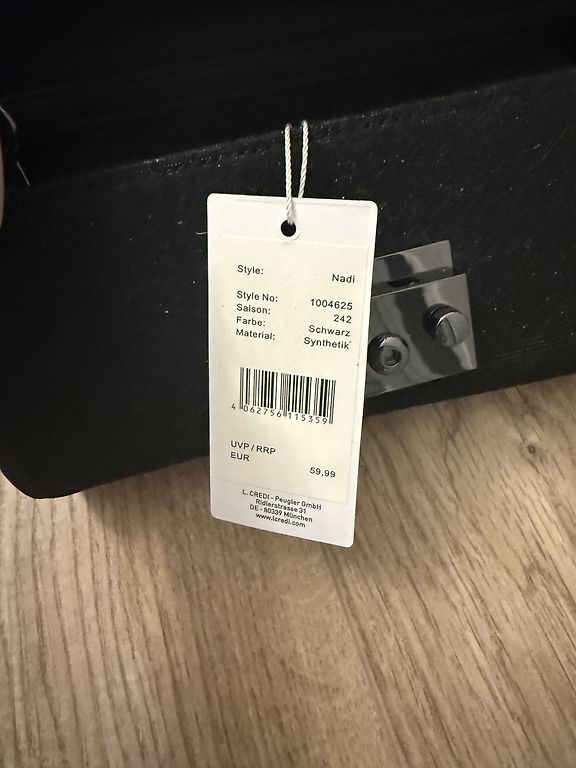 Style: Nadi
Style No: 1004625
Saison: 242
Farbe: Schwarz
Material: Synthetik*
4 062756 115359
UVP / RRP
EUR 59,99
L. CREDI - Peugler GmbH
Ridlerstrasse 31
DE - 80339 München
www.lcredi.com